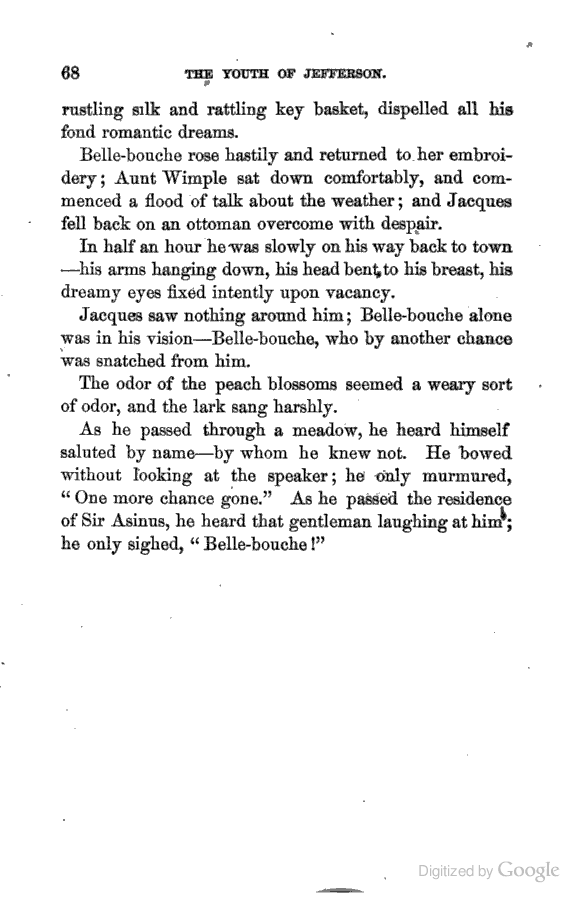 68 THE YOUTH OF JEFFERSON.
rustling silk and rattling key basket, dispelled all his
fond romantic dreams.
Belle-bouche rose hastily and returned to her embroi-
dery; Aunt Wimple sat down comfortably, and com-
menced a flood of talk about the weather; and Jacques
fell back on an ottoman overcome with despair.
In half an hour he was slowly on his way back to town
—his arms hanging down, his head bent to his breast, his
dreamy eyes fixed intently upon vacancy.
Jacques saw nothing around him; Belle-bouche alone
was in his vision—Belle-bouche, who by another chance
was snatched from him.
The odor of the peach blossoms seemed a weary sort
of odor, and the lark sang harshly.
As he passed through a meadow, he heard himself
saluted by name—by whom he knew not. He bowed
without looking at the speaker; he only murmured,
“One more chance gone.” As he passed the residence
of Sir Asinus, he heard that gentleman laughing at him;
he only sighed, “Belle-bouche!”
Digitized by Google